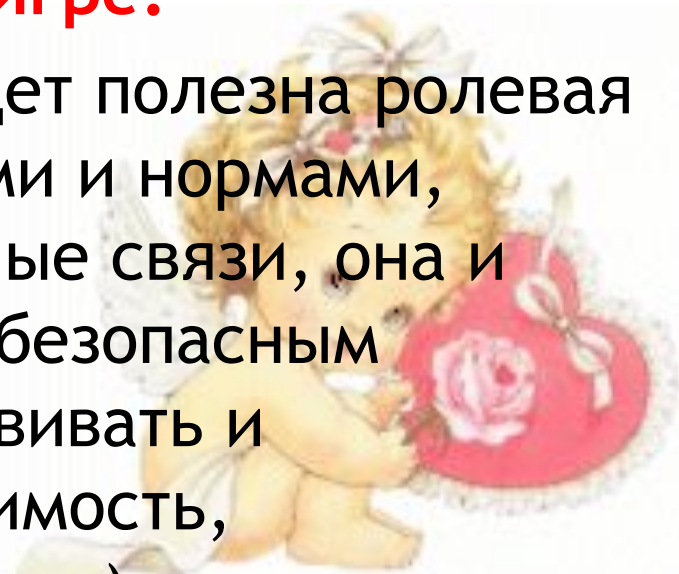 игре?
дет полезна ролевая
ми и нормами,
ые связи, она и
безопасным
вивать и
имость,
)